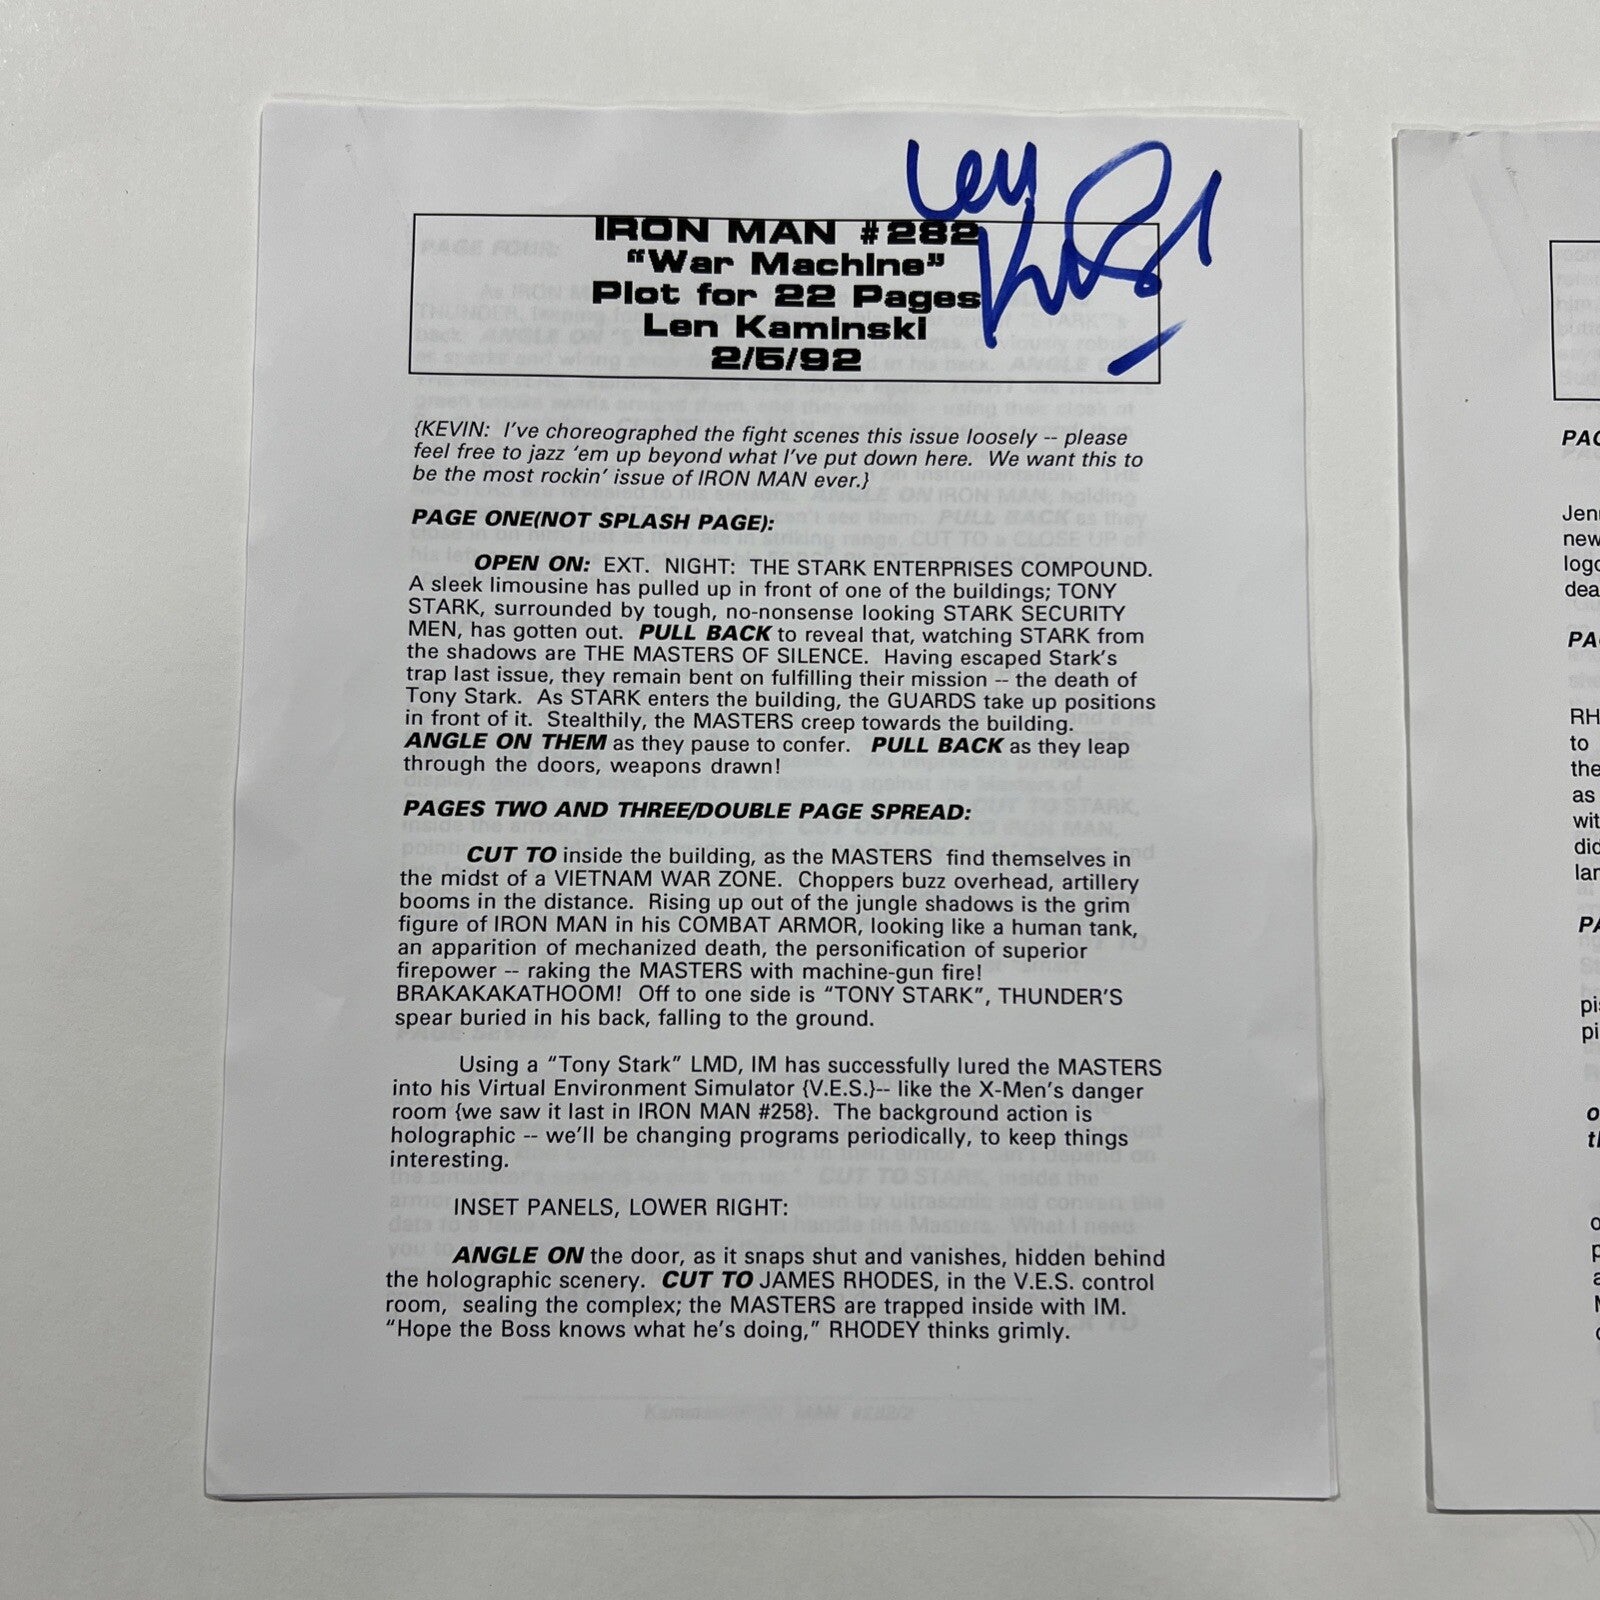 Len
IRON MAN #282
"War Machine"
Plot for 22 Pages
Len Kaminski
2/5/92
{KEVIN: I've choreographed the fight scenes this issue loosely -- please
feel free to jazz 'em up beyond what I've put down here. We want this to
be the most rockin' issue of IRON MAN ever.}
PAGE ONE(NOT SPLASH PAGE):
OPEN ON: EXT. NIGHT: THE STARK ENTERPRISES COMPOUND.
A sleek limousine has pulled up in front of one of the buildings; TONY
STARK, surrounded by tough, no-nonsense looking STARK SECURITY
MEN, has gotten out. PULL BACK to reveal that, watching STARK from
the shadows are THE MASTERS OF SILENCE. Having escaped Stark's
trap last issue, they remain bent on fulfilling their mission -- the death of
Tony Stark. As STARK enters the building, the GUARDS take up positions
in front of it. Stealthily, the MASTERS creep towards the building.
ANGLE ON THEM as they pause to confer. PULL BACK as they leap
through the doors, weapons drawn!
PAGES TWO AND THREE/DOUBLE PAGE SPREAD:
CUT TO inside the building, as the MASTERS find themselves in
the midst of a VIETNAM WAR ZONE. Choppers buzz overhead, artillery
booms in the distance. Rising up out of the jungle shadows is the grim
figure of IRON MAN in his COMBAT ARMOR, looking like a human tank,
an apparition of mechanized death, the personification of superior
firepower -- raking the MASTERS with machine-gun fire!
BRAKAKAKATHOOM! Off to one side is "TONY STARK", THUNDER'S
spear buried in his back, falling to the ground.
Using a "Tony Stark" LMD, IM has successfully lured the MASTERS
into his Virtual Environment Simulator {V.E.S.}-- like the X-Men's danger
room {we saw it last in IRON MAN #258}. The background action is
holographic -- we'll be changing programs periodically, to keep things
interesting.
INSET PANELS, LOWER RIGHT:
ANGLE ON the door, as it snaps shut and vanishes, hidden behind
the holographic scenery. CUT TO JAMES RHODES, in the V.E.S. control
room, sealing the complex; the MASTERS are trapped inside with IM.
"Hope the Boss knows what he's doing," RHODEY thinks grimly.
new
to
the
as